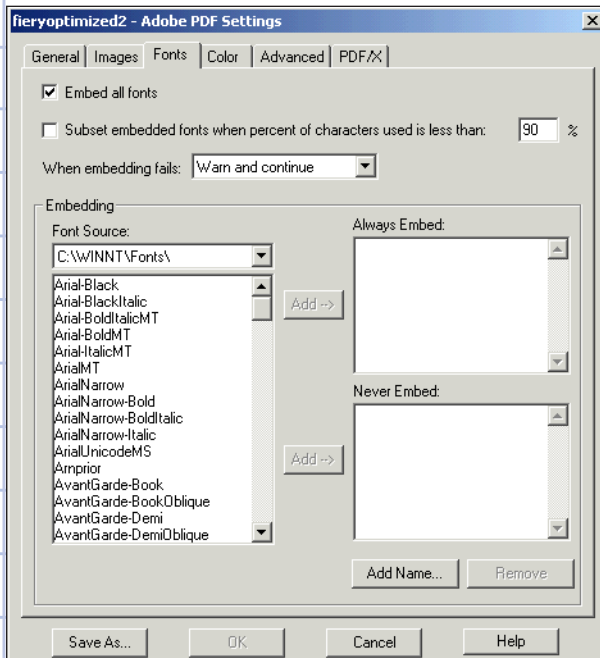 fieryoptimized2 - Adobe PDF Settings
General Images Fonts Color Advanced PDF/X
Embed all fonts
Subset embedded fonts when percent of characters used is less than: 90 %
When embedding fails: Warn and continue
Embedding
Font Source:
C:\WINNT\Fonts\
Arial-Black
Arial-BlackItalic
Arial-BoldItalicMT
Arial-BoldMT
Arial-ItalicMT
ArialMT
ArialNarrow
ArialNarrow-Bold
ArialNarrow-BoldItalic
ArialNarrow-Italic
ArialUnicodeMS
Arnprior
AvantGarde-Book
AvantGarde-BookOblique
AvantGarde-Demi
AvantGarde-DemiOblique
Add -->
Add -->
Always Embed:
Never Embed:
Add Name... Remove
Save As... OK Cancel Help